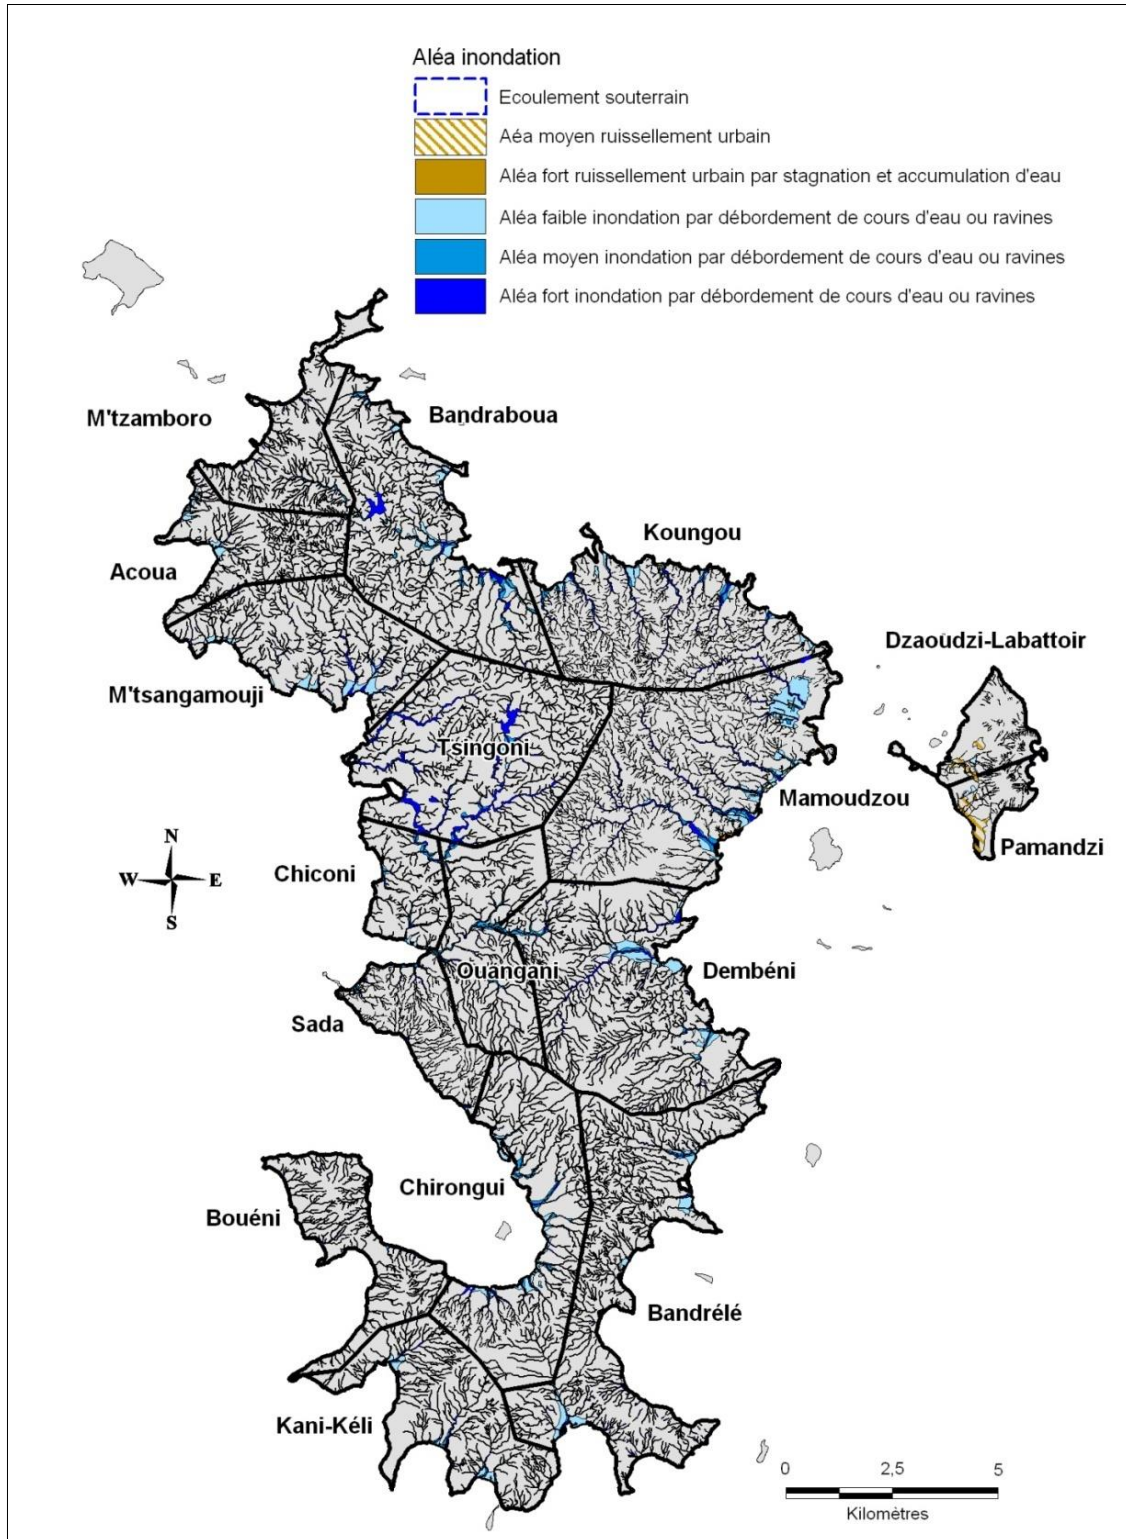 Aléa inondation
Ecoulement souterrain
Aéa moyen ruissellement urbain
Aléa fort ruissellement urbain par stagnation et accumulation d'eau
Aléa faible inondation par débordement de cours d'eau ou ravines
Aléa moyen inondation par débordement de cours d'eau ou ravines
Aléa fort inondation par débordement de cours d'eau ou ravines
M'tzamboro
Bandraboua
Koungou
Acoua
Dzaoudzi-Labattoir
M'tsangamouji
Tsingoni
Mamoudzou
Pamandzi
N
W E
S
Chiconi
Ouangani
Dembéni
Sada
Chirongui
Bouéni
Bandrélé
Kani-Kéli
0 2,5 5
Kilomètres